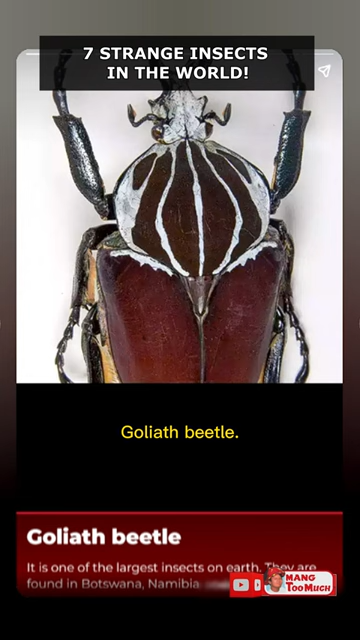 7 STRANGE INSECTS
IN THE WORLD!
Goliath beetle.
Goliath beetle
It is one of the largest insects on earth. They are
found in Botswana, Namibia
MANG
TOO MUCH